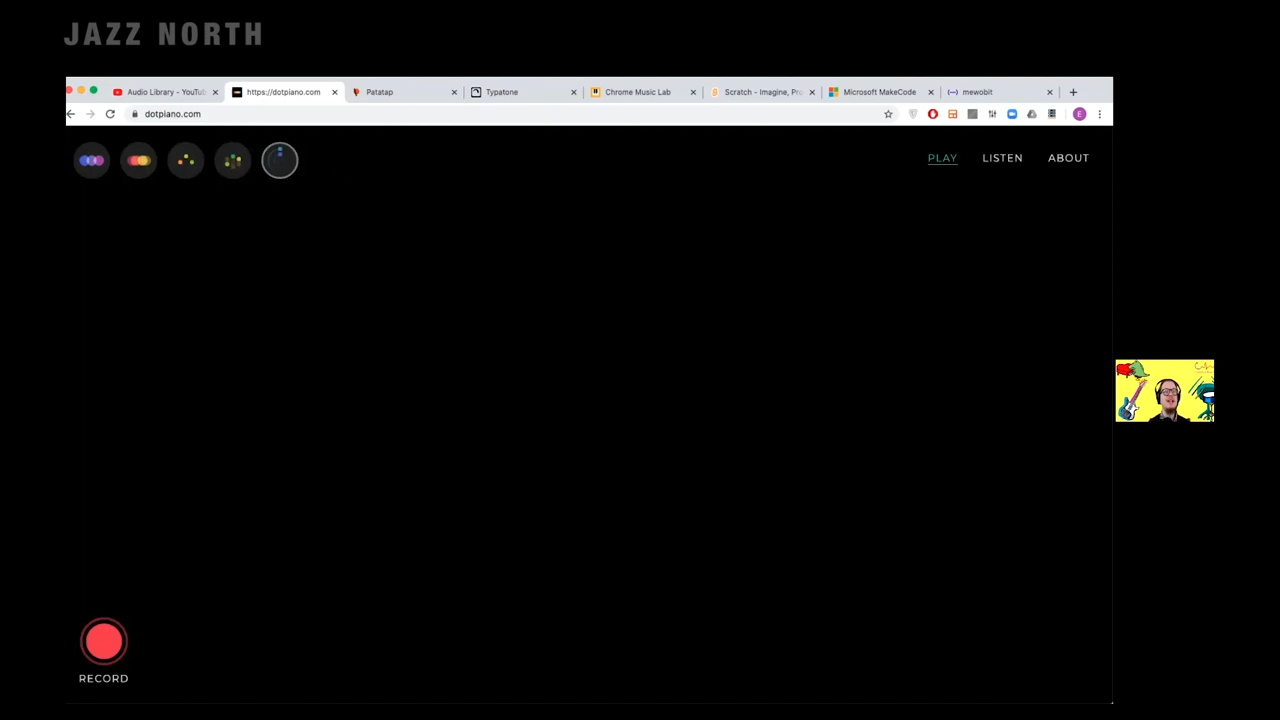 JAZZ NORTH
Audio Library - YouTub
https://dotpiano.com
Patatap
Typatone
Chrome Music Lab
Scratch - Imagine, Pro
Microsoft MakeCode
mewobit
dotpiano.com
E
PLAY
LISTEN
ABOUT
RECORD